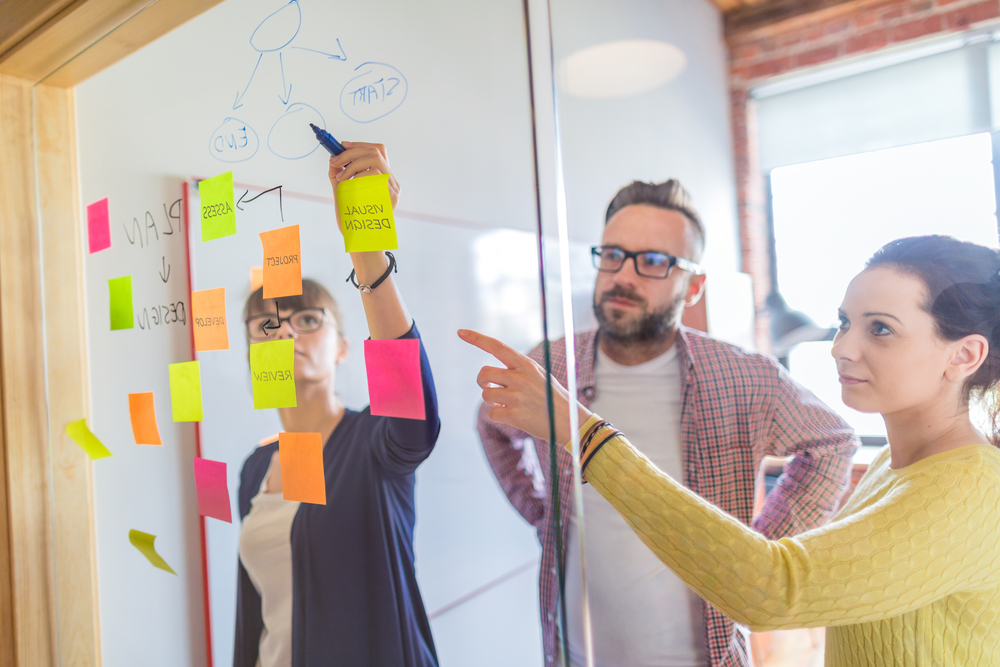 START
END
ASSESS
PLAN
VISUAL
DESIGN
PROJECT
DESIGN
DEVELOP
REVIEW